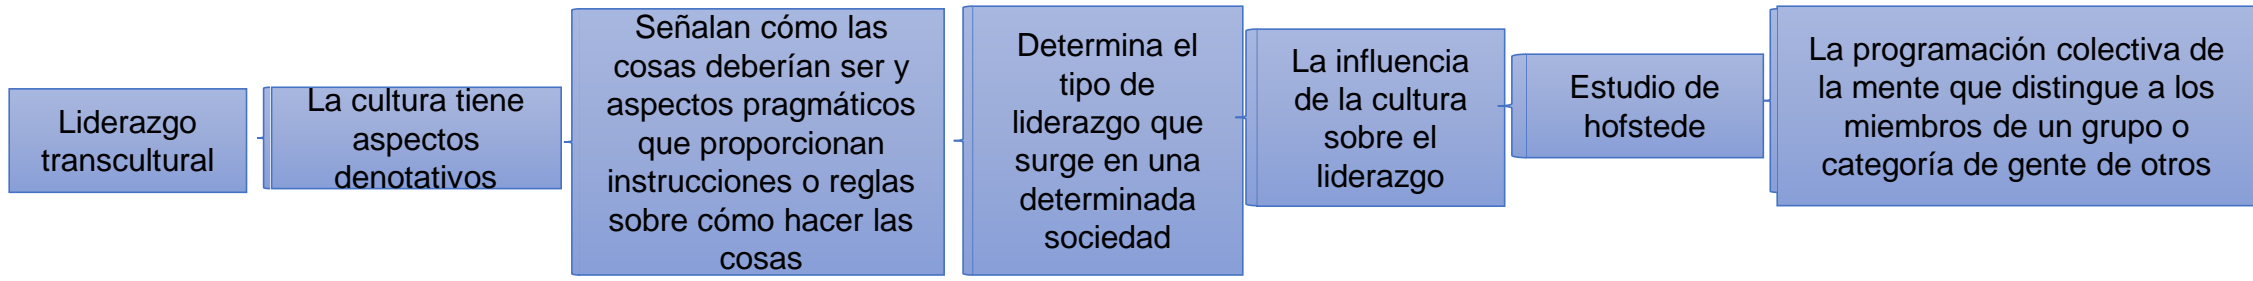 Liderazgo
transcultural
La cultura tiene
aspectos
denotativos
Señalan cómo las
cosas deberían ser y
aspectos pragmáticos
que proporcionan
instrucciones o reglas
sobre cómo hacer las
cosas
Determina el
tipo de
liderazgo que
surge en una
determinada
sociedad
La influencia
de la cultura
sobre el
liderazgo
Estudio de
hofstede
La programación colectiva de
la mente que distingue a los
miembros de un grupo o
categoría de gente de otros